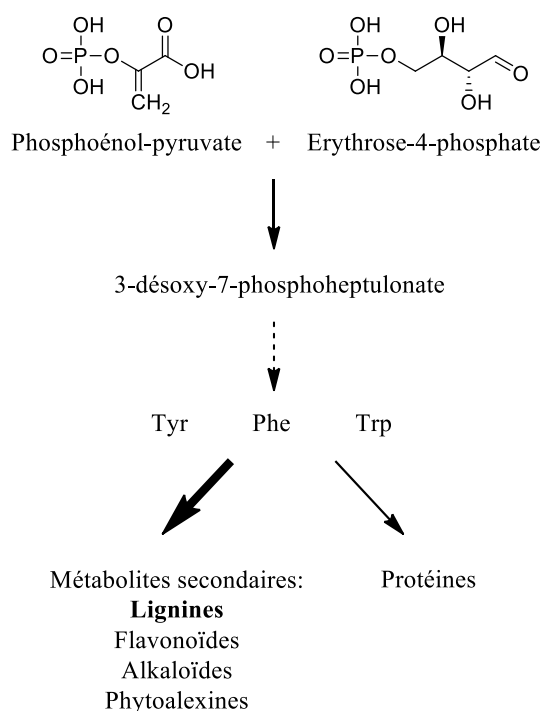 OH
O=P-O
OH
O
OH
CH2
OH
O=P-O
OH
OH
O
OH
Phosphoénol-pyruvate + Erythrose-4-phosphate
3-désoxy-7-phosphoheptulonate
Tyr Phe Trp
Métabolites secondaires: Protéines
Lignines
Flavonoïdes
Alkaloïdes
Phytoalexines